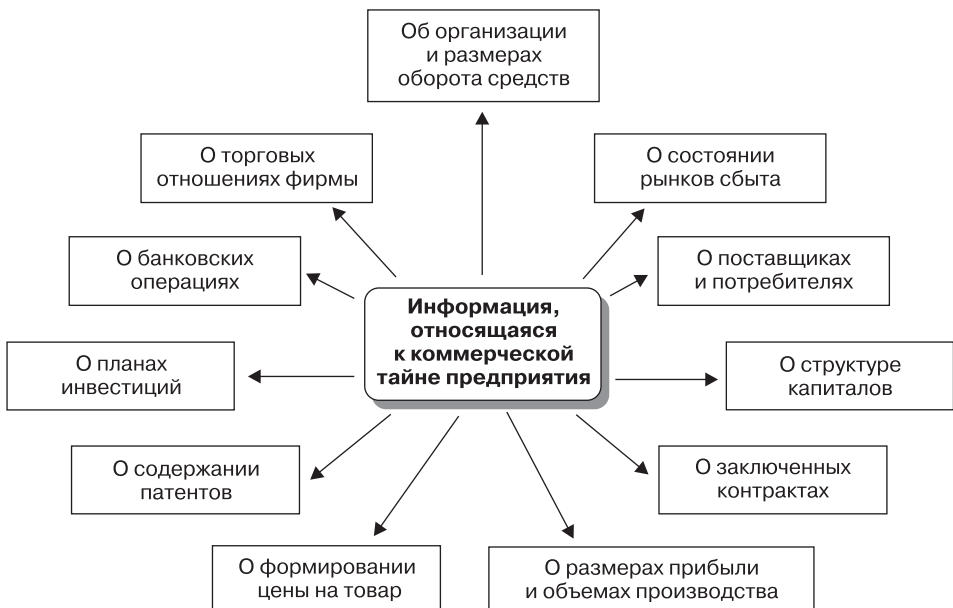 Об организации
и размерах
оборота средств
О торговых
отношениях фирмы
О состоянии
рынков сбыта
О банковских
операциях
О поставщиках
и потребителях
Информация,
относящаяся
к коммерческой
тайне предприятия
О планах
инвестиций
О структуре
капиталов
О содержании
патентов
О заключенных
контрактах
О формировании
цены на товар
О размерах прибыли
и объемах производства